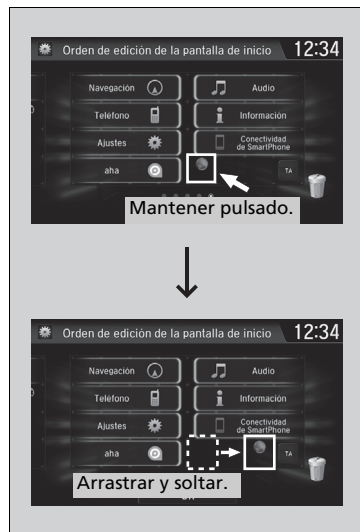 Orden de edición de la pantalla de inicio 12:34
Navegación Audio
Teléfono Información
Ajustes Conectividad
de SmartPhone
aha TA
Mantener pulsado.
Orden de edición de la pantalla de inicio 12:34
Navegación Audio
Teléfono Información
Ajustes Conectividad
de SmartPhone
aha TA
Arrastrar y soltar.